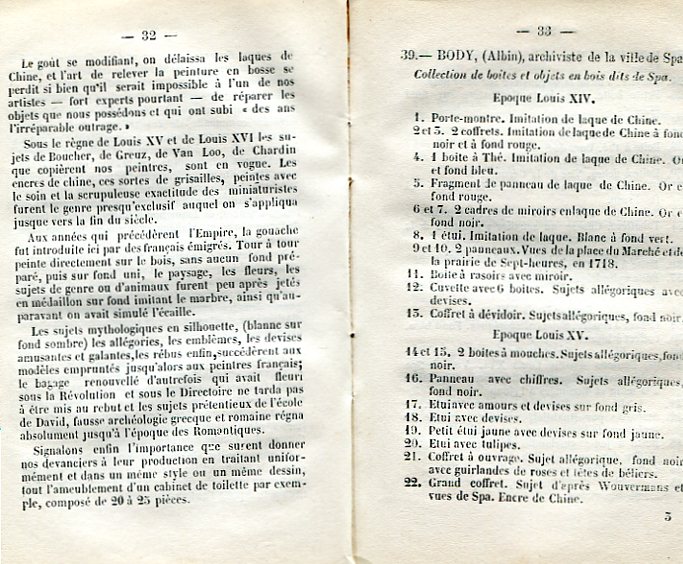 — 32 —
Le goût se modifiant, on délaissa les laques de
Chine, et l'art de relever la peinture en bosse se
perdit si bien qu'il serait impossible à l'un de nos
artistes — fort experts pourtant — de réparer les
objets que nous possédons et qui ont subi « des ans
l'irréparable outrage. »
Sous le règne de Louis XV et de Louis XVI les su-
jets de Boucher, de Greuz, de Van Loo, de Chardin
que copièrent nos peintres, sont en vogue. Les
encres de chine, ces sortes de grisailles, peintes avec
le soin et la scrupuleuse exactitude des miniaturistes
furent le genre presqu'exclusif auquel on s'appliqua
jusque vers la fin du siècle.
Aux années qui précédèrent l'Empire, la gouache
fut introduite ici par des français émigrés. Tour à tour
peinte directement sur le bois, sans aucun fond pré-
paré, puis sur fond uni, le paysage, les fleurs, les
sujets de genre ou d'animaux furent peu après jetés
en médaillon sur fond imitant le marbre, ainsi qu'au-
paravant on avait simulé l'écaille.
Les sujets mythologiques en silhouette, (blanne sur
fond sombre) les allégories, les emblèmes, les devises
amusantes et galantes, les rébus enfin, succédèrent aux
modèles empruntés jusqu'alors aux peintres français;
le bagage renouvellé d'autrefois qui avait fleuri
sous la Révolution et sous le Directoire ne tarda pas
à être mis au rebut et les sujets prétentieux de l'école
de David, fausse archéologie grecque et romaine régna
absolument jusqu'à l'époque des Romantiques.
Signalons enfin l'importance que surent donner
nos devanciers à leur production en traitant unifor-
mément et dans un même style ou un même dessin,
tout l'ameublement d'un cabinet de toilette par exem-
ple, composé de 20 à 25 pièces.
— 33 —
39.— BODY, (Albin), archiviste de la ville de Spa
Collection de boîtes et objets en bois dits de Spa.
Epoque Louis XIV.
1. Porte-montre. Imitation de laque de Chine.
2 et 3. 2 coffrets. Imitation de laque de Chine à fond
noir et à fond rouge.
4. 1 boite à Thé. Imitation de laque de Chine. Or
et fond bleu.
5. Fragment de panneau de laque de Chine. Or e
fond rouge.
6 et 7. 2 cadres de miroirs en laque de Chine. Or e
fond noir.
8. 1 étui. Imitation de laque. Blanc à fond vert.
9 et 10. 2 panneaux. Vues de la place du Marché et de
la prairie de Sept-heures, en 1718.
11. Boite à rasoirs avec miroir.
12. Cuvette avec 6 boites. Sujets allégoriques avec
devises.
13. Coffret à dévidoir. Sujets allégoriques, fond noir.
Epoque Louis XV.
14 et 15. 2 boites à mouches. Sujets allégoriques, fond
noir.
16. Panneau avec chiffres. Sujets allégoriques,
fond noir.
17. Etui avec amours et devises sur fond gris.
18. Etui avec devises.
19. Petit étui jaune avec devises sur fond jaune.
20. Etui avec tulipes.
21. Coffret à ouvrage. Sujet allégorique, fond noir
avec guirlandes de roses et têtes de béliers.
22. Grand coffret. Sujet d'après Wouvermans et
vues de Spa. Encre de Chine.
3